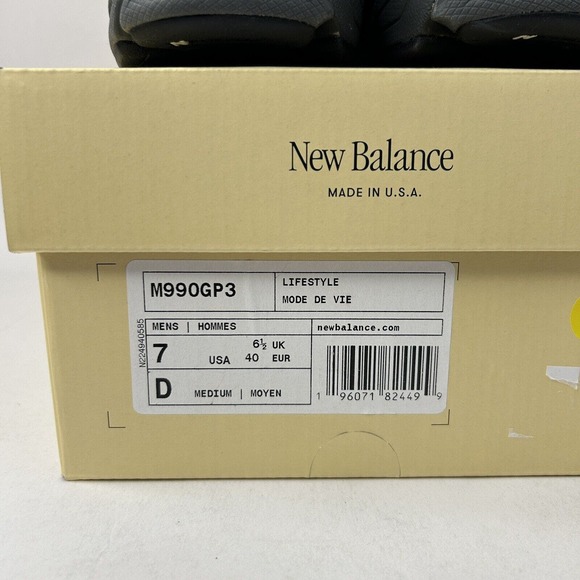 New Balance
MADE IN U.S.A.
M990GP3
LIFESTYLE
MODE DE VIE
N224940585
MENS | HOMMES
newbalance.com
7 USA 6½ UK
40 EUR
D MEDIUM | MOYEN
1 96071 82449 9